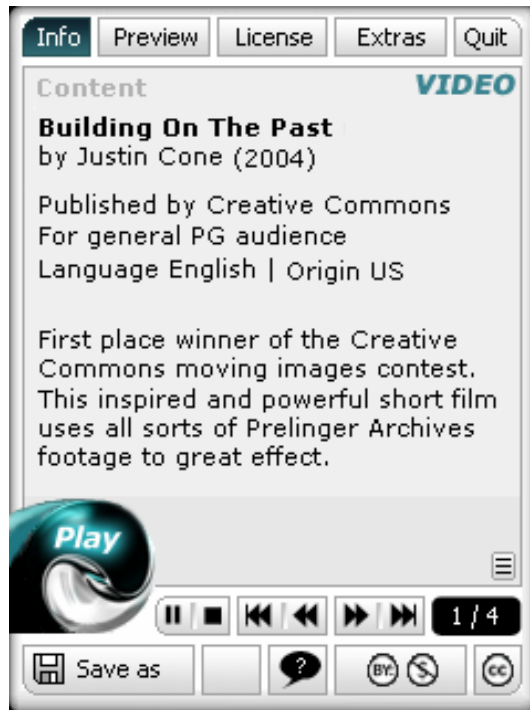 Info Preview License Extras Quit
Content VIDEO
Building On The Past
by Justin Cone (2004)
Published by Creative Commons
For general PG audience
Language English | Origin US
First place winner of the Creative
Commons moving images contest.
This inspired and powerful short film
uses all sorts of Prelinger Archives
footage to great effect.
Play
1 / 4
Save as ? BY: $ cc